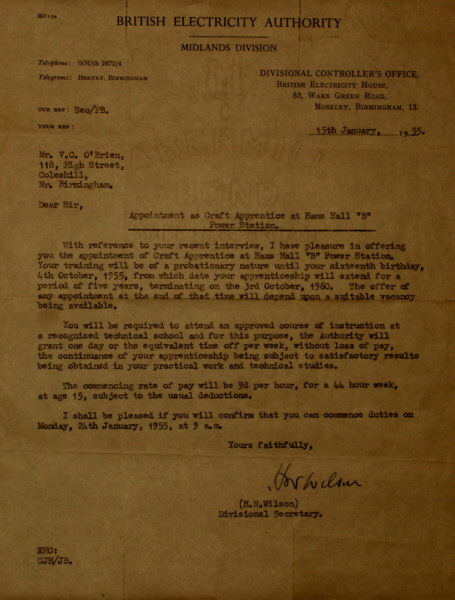 BRITISH ELECTRICITY AUTHORITY
MIDLANDS DIVISION
Telephone: SOUth 2872/4
Telegrams: BEETAY, BIRMINGHAM
DIVISIONAL CONTROLLER'S OFFICE,
BRITISH ELECTRICITY HOUSE,
53, WAKE GREEN ROAD,
MOSELEY, BIRMINGHAM, 13.
OUR REF: Sec/PB.
YOUR REF:
15th January, 1955.
Mr. V.C. O'Brien,
118, High Street,
Coleshill,
Nr. Birmingham.
Dear Sir,
Appointment as Craft Apprentice at Hams Hall "B"
Power Station.
With reference to your recent interview, I have pleasure in offering
you the appointment of Craft Apprentice at Hams Hall "B" Power Station.
Your training will be of a probationary nature until your sixteenth birthday,
4th October, 1955, from which date your apprenticeship will extend for a
period of five years, terminating on the 3rd October, 1960. The offer of
any appointment at the end of that time will depend upon a suitable vacancy
being available.
You will be required to attend an approved course of instruction at
a recognised technical school and for this purpose, the Authority will
grant one day or the equivalent time off per week, without loss of pay,
the continuance of your apprenticeship being subject to satisfactory results
being obtained in your practical work and technical studies.
The commencing rate of pay will be 9d per hour, for a 44 hour week,
at age 15, subject to the usual deductions.
I shall be pleased if you will confirm that you can commence duties on
Monday, 24th January, 1955, at 9 a.m.
Yours faithfully,
(H.N.Wilson)
Divisional Secretary.
GJH/JB.